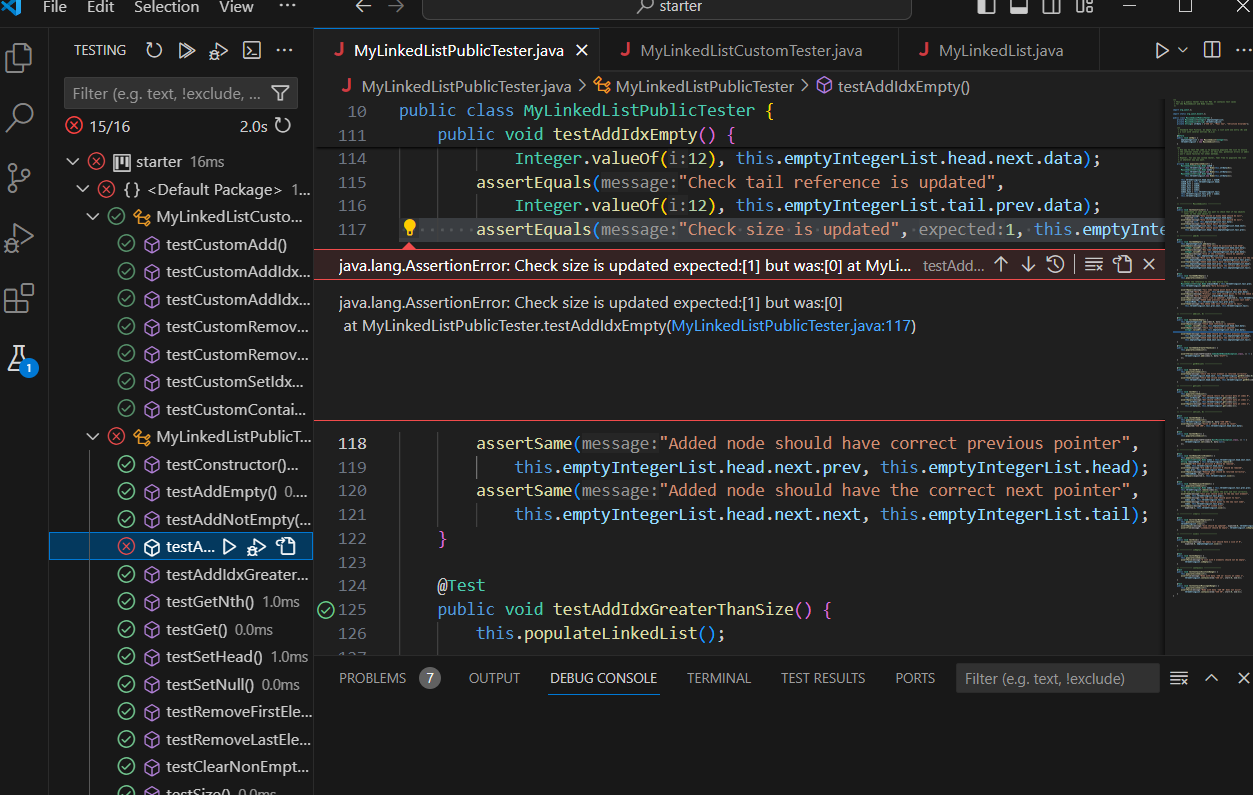 File Edit Selection View ··· starter
TESTING
MyLinkedListPublicTester.java
MyLinkedListCustomTester.java
MyLinkedList.java
Filter (e.g. text, !exclude, ...
15/16 2.0s
starter 16ms
{} <Default Package> 1...
MyLinkedListCusto...
testCustomAdd()
testCustomAddIdx...
testCustomAddIdx...
testCustomRemov...
testCustomRemov...
testCustomSetIdx...
testCustomContai...
MyLinkedListPublicT...
testConstructor()...
testAddEmpty() 0....
testAddNotEmpty(...
testA...
testAddIdxGreater...
testGetNth() 1.0ms
testGet() 0.0ms
testSetHead() 1.0ms
testSetNull() 0.0ms
testRemoveFirstEle...
testRemoveLastEle...
testClearNonEmpt...
testSize() 0.0ms
1
MyLinkedListPublicTester.java > MyLinkedListPublicTester > testAddIdxEmpty()
10 public class MyLinkedListPublicTester {
111 public void testAddIdxEmpty() {
114 Integer.valueOf(i:12), this.emptyIntegerList.head.next.data);
115 assertEquals(message:"Check tail reference is updated",
116 Integer.valueOf(i:12), this.emptyIntegerList.tail.prev.data);
117 assertEquals(message:"Check size is updated", expected:1, this.emptyInte
java.lang.AssertionError: Check size is updated expected:[1] but was:[0] at MyLi... testAdd...
java.lang.AssertionError: Check size is updated expected:[1] but was:[0]
at MyLinkedListPublicTester.testAddIdxEmpty(MyLinkedListPublicTester.java:117)
118 assertSame(message:"Added node should have correct previous pointer",
119 this.emptyIntegerList.head.next.prev, this.emptyIntegerList.head);
120 assertSame(message:"Added node should have the correct next pointer",
121 this.emptyIntegerList.head.next.next, this.emptyIntegerList.tail);
122 }
123
124 @Test
125 public void testAddIdxGreaterThanSize() {
126 this.populateLinkedList();
PROBLEMS 7 OUTPUT DEBUG CONSOLE TERMINAL TEST RESULTS PORTS Filter (e.g. text, !exclude)